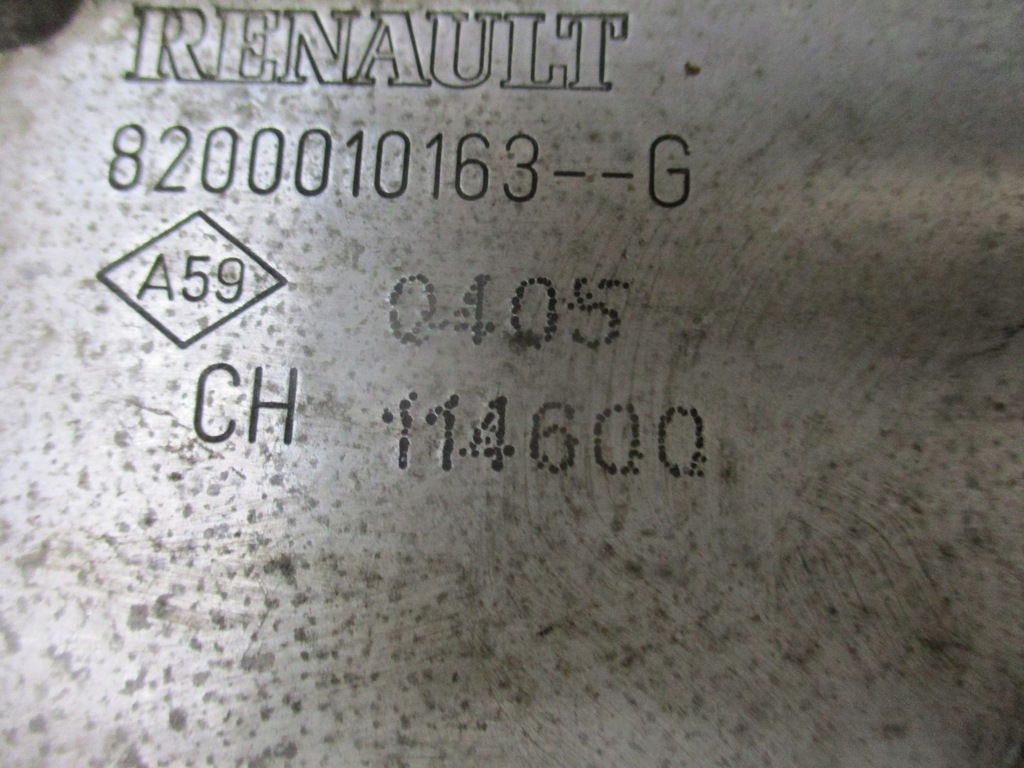 RENAULT
8200010163--G
A59 0405
CH 114600